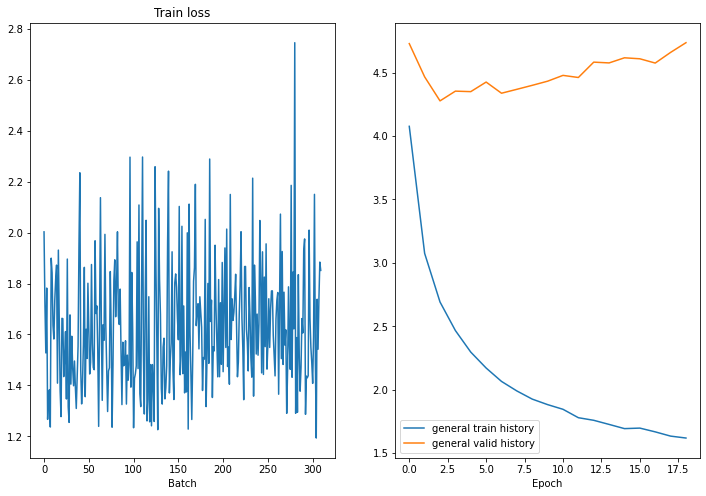 Train loss
2.8
2.6
2.4
2.2
2.0
1.8
1.6
1.4
1.2
0 50 100 150 200 250 300
Batch
4.5
4.0
3.5
3.0
2.5
2.0
1.5
general train history
general valid history
0.0 2.5 5.0 7.5 10.0 12.5 15.0 17.5
Epoch